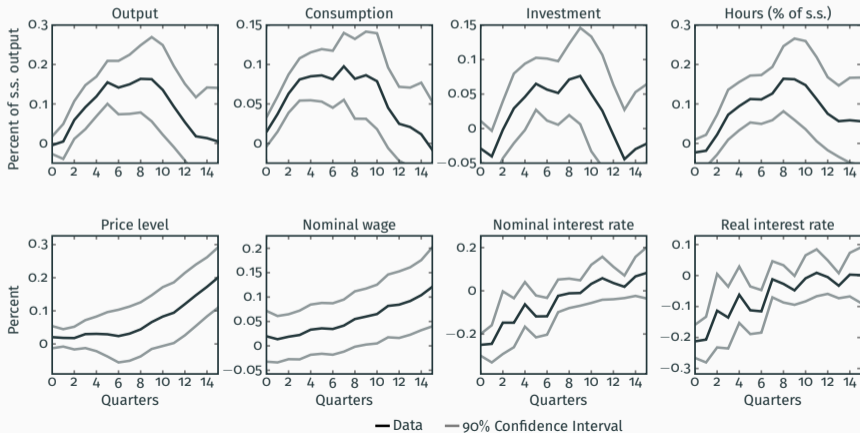 Output
Consumption
Investment
Hours (% of s.s.)
Percent of s.s. output
0.3
0.2
0.1
0
0 2 4 6 8 10 12 14
0.15
0.10
0.05
0
0 2 4 6 8 10 12 14
0.15
0.1
0.05
0
−0.05
0 2 4 6 8 10 12 14
0.3
0.2
0.1
0
0 2 4 6 8 10 12 14
Price level
Nominal wage
Nominal interest rate
Real interest rate
Percent
0.3
0.2
0.1
0
0 2 4 6 8 10 12 14
Quarters
0.2
0.15
0.1
0.05
0
−0.05
0 2 4 6 8 10 12 14
Quarters
0.2
0
−0.2
0 2 4 6 8 10 12 14
Quarters
0.1
0
−0.1
−0.2
−0.3
0 2 4 6 8 10 12 14
Quarters
Data 90% Confidence Interval